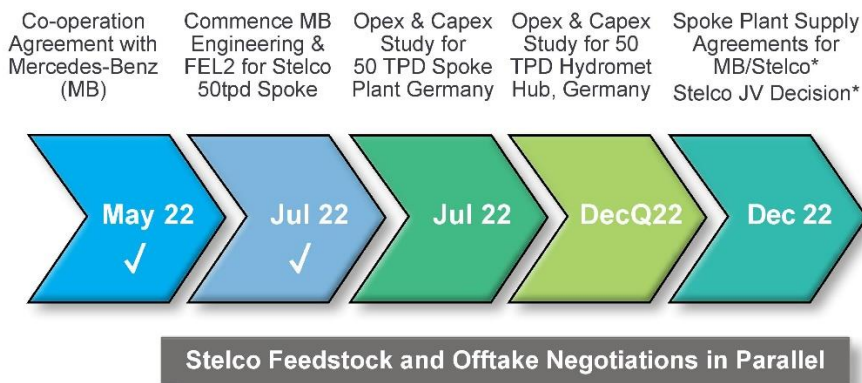 Co-operation
Agreement with
Mercedes-Benz
(MB)
Commence MB
Engineering &
FEL2 for Stelco
50tpd Spoke
Opex & Capex
Study for
50 TPD Spoke
Plant Germany
Opex & Capex
Study for 50
TPD Hydromet
Hub, Germany
Spoke Plant Supply
Agreements for
MB/Stelco*
Stelco JV Decision*
May 22
✓
Jul 22
✓
Jul 22
DecQ22
Dec 22
Stelco Feedstock and Offtake Negotiations in Parallel